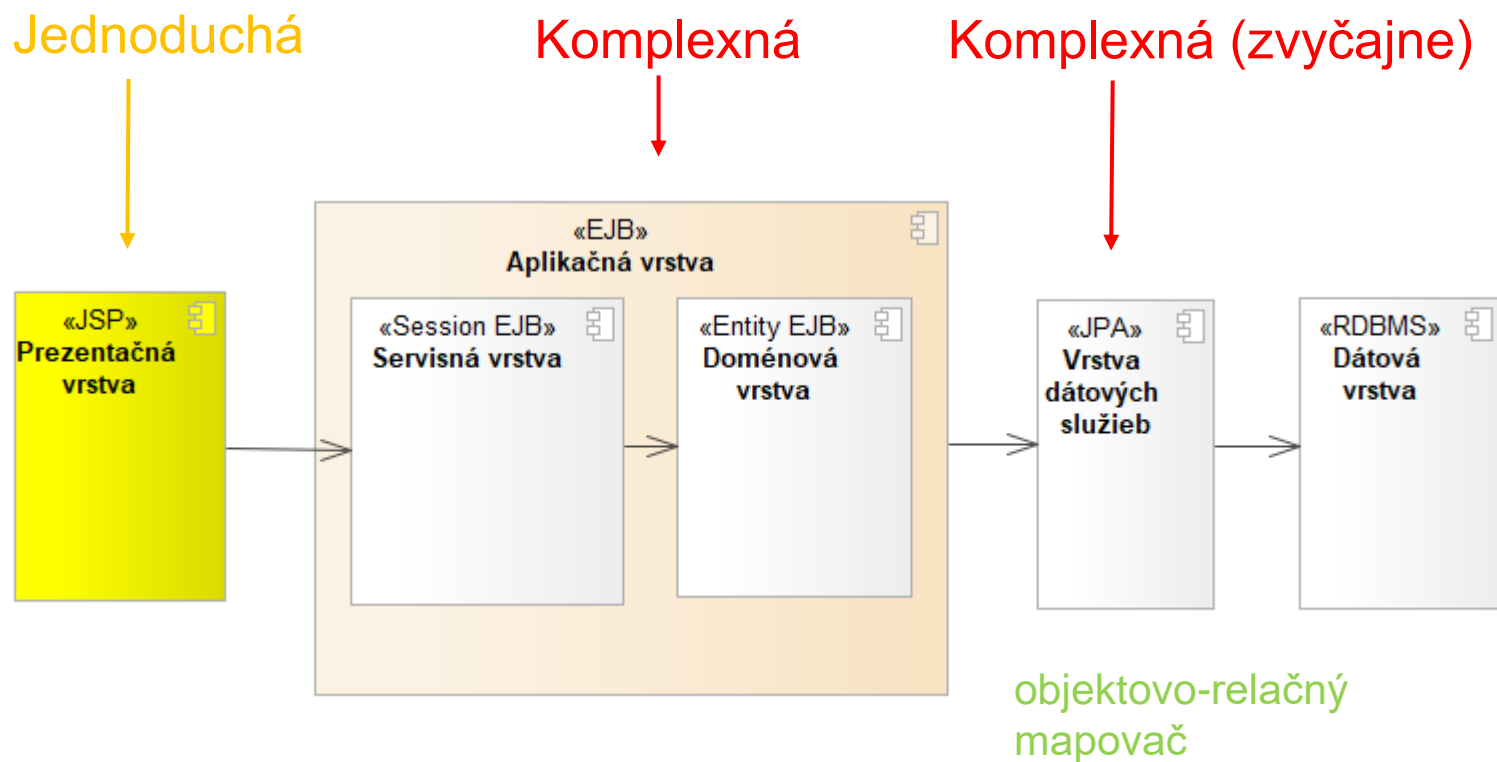 Jednoduchá
Komplexná
Komplexná (zvyčajne)
«EJB»
Aplikačná vrstva
«JSP»
Prezentačná
vrstva
«Session EJB»
Servisná vrstva
«Entity EJB»
Doménová
vrstva
«JPA»
Vrstva
dátových
služieb
«RDBMS»
Dátová
vrstva
objektovo-relačný
mapovač